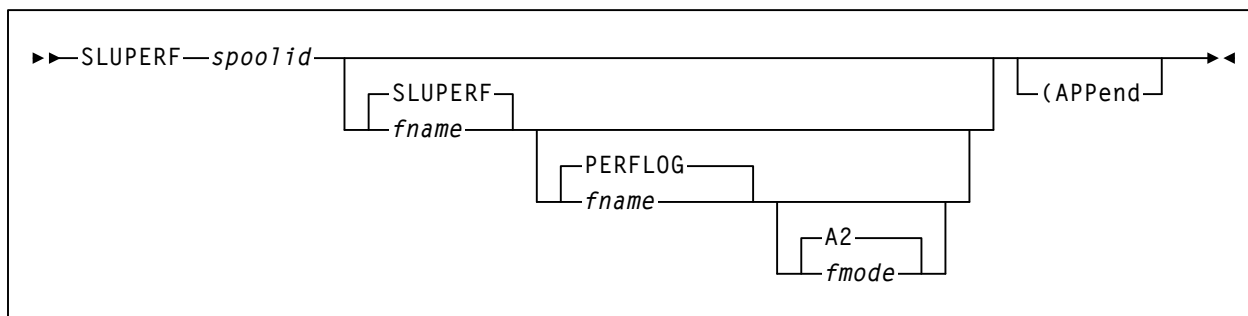 SLUPERF spoolid
SLUPERF
fname
PERFLOG
fname
A2
fmode
(APPend